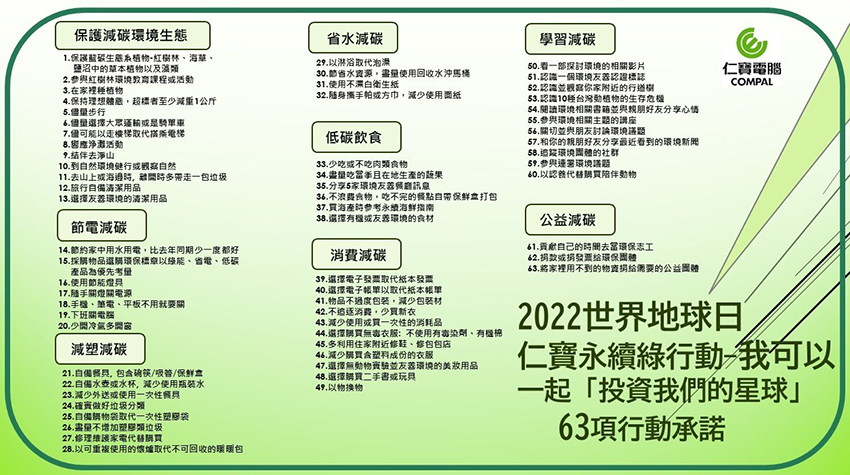 保護減碳環境生態
1.保護藍碳生態系植物-紅樹林、海草、
鹽沼中的草本植物以及藻類
2.參與紅樹林環境教育課程或活動
3.在家裡種植物
4.保持理想體態，超標者至少減重1公斤
5.儘量步行
6.儘量選擇大眾運輸或是騎單車
7.儘可能以走樓梯取代搭乘電梯
8.響應淨灘活動
9.結伴去淨山
10.到自然環境健行或觀察自然
11.去山上或海邊時, 離開時多帶走一包垃圾
12.旅行自備清潔用品
13.選擇友善環境的清潔用品
節電減碳
14.節約家中用水用電，比去年同期少一度都好
15.採購物品選購環保標章以綠能、省電、低碳
產品為優先考量
16.使用節能燈具
17.隨手關燈關電源
18.手機、筆電、平板不用就要關
19.下班關電腦
20.少開冷氣多開窗
減塑減碳
21.自備餐具, 包含碗筷/吸管/保鮮盒
22.自備水壺或水杯, 減少使用瓶裝水
23.減少外送或使用一次性餐具
24.確實做好垃圾分類
25.自備購物袋取代一次性塑膠袋
26.盡量不增加塑膠類垃圾
27.修理維護家電代替購買
28.以可重複使用的懷爐取代不可回收的暖暖包
省水減碳
29.以淋浴取代泡澡
30.節省水資源，盡量使用回收水沖馬桶
31.使用不漂白衛生紙
32.隨身攜手帕或方巾，減少使用面紙
低碳飲食
33.少吃或不吃肉類食物
34.盡量吃當季且在地生產的蔬果
35.分享5家環境友善餐廳訊息
36.不浪費食物，吃不完的餐點自帶保鮮盒打包
37.買海產時參考永續海鮮指南
38.選擇有機或友善環境的食材
消費減碳
39.選擇電子發票取代紙本發票
40.選擇電子帳單以取代紙本帳單
41.物品不過度包裝，減少包裝材
42.不追逐消費，少買新衣
43.減少使用或買一次性的消耗品
44.選擇購買無毒衣服: 不使用有毒染劑、有機棉
45.多利用住家附近修鞋、修包包店
46.減少購買含塑料成份的衣服
47.選擇無動物實驗並友善環境的美妝用品
48.選擇購買二手書或玩具
49.以物換物
學習減碳
50.看一部探討環境的相關影片
51.認識一個環境友善認證標誌
52.認識並觀察你家附近的行道樹
53.認識10種台灣動植物的生存危機
54.閱讀環境相關書籍並與親朋好友分享心情
55.參與環境相關主題的講座
56.關切並與朋友討論環境議題
57.和你的親朋好友分享最近看到的環境新聞
58.追蹤環境團體的社群
59.參與連署環境議題
60.以認養代替購買陪伴動物
公益減碳
61.貢獻自己的時間去當環保志工
62.捐款或捐發票給環保團體
63.將家裡用不到的物資捐給需要的公益團體
仁寶電腦
COMPAL
2022世界地球日
仁寶永續綠行動-我可以
一起「投資我們的星球」
63項行動承諾